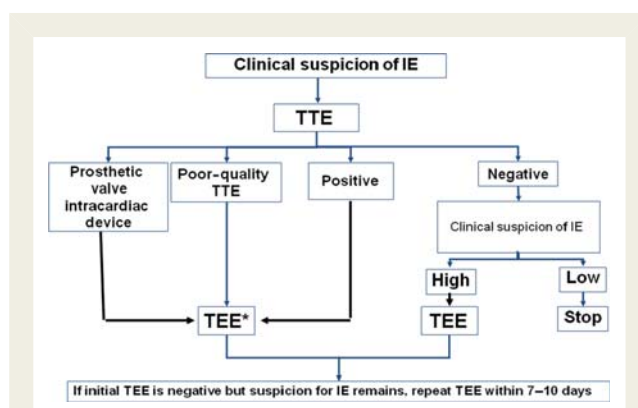 Clinical suspicion of IE
TTE
Prosthetic
valve
intracardiac
device
Poor-quality
TTE
Positive
Negative
Clinical suspicion of IE
High
Low
TEE*
TEE
Stop
If initial TEE is negative but suspicion for IE remains, repeat TEE within 7–10 days